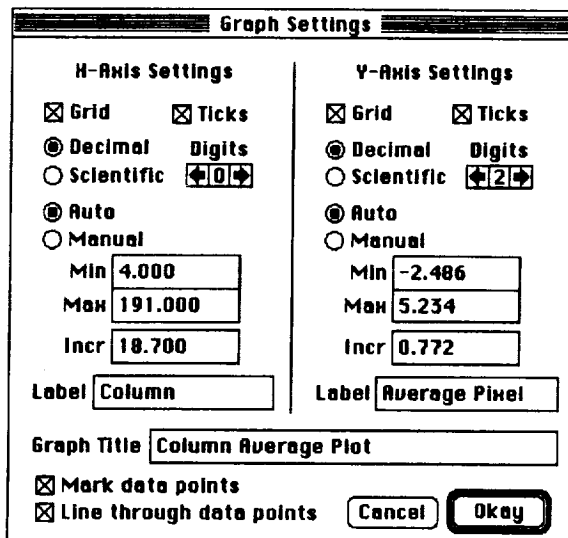 Graph Settings
X-Axis Settings
Grid Ticks
Decimal Digits
Scientific 0
Auto
Manual
Min 4.000
Max 191.000
Incr 18.700
Label Column
Y-Axis Settings
Grid Ticks
Decimal Digits
Scientific 2
Auto
Manual
Min -2.486
Max 5.234
Incr 0.772
Label Average Pixel
Graph Title Column Average Plot
Mark data points
Line through data points
Cancel Okay